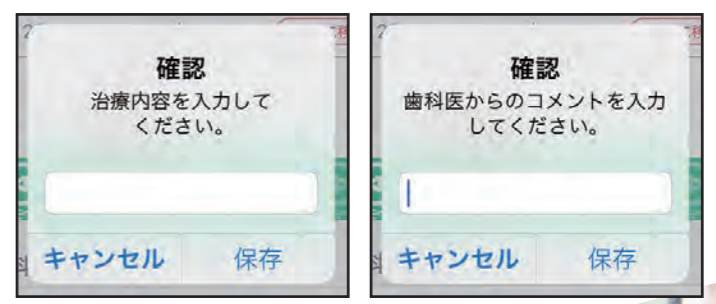 確認
治療内容を入力して
ください。
キャンセル 保存
確認
歯科医からのコメントを入力
してください。
キャンセル 保存